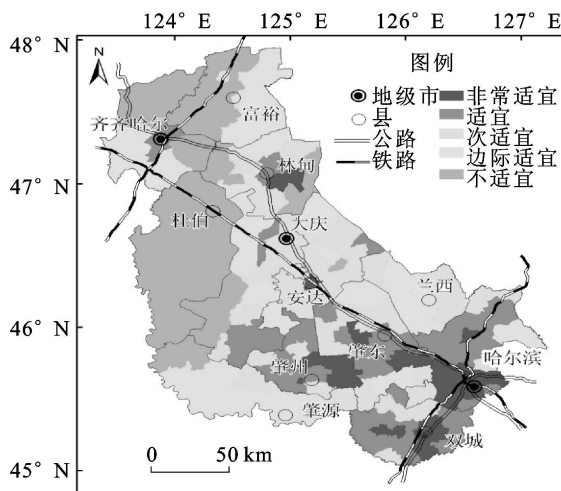 124° E 125° E 126° E 127° E
48° N
47° N
46° N
45° N
N
图例
地级市
县
公路
铁路
非常适宜
适宜
次适宜
边际适宜
不适宜
富裕
齐齐哈尔
林甸
杜伯
大庆
安达
兰西
肇东
哈尔滨
肇州
肇源
双城
0 50 km